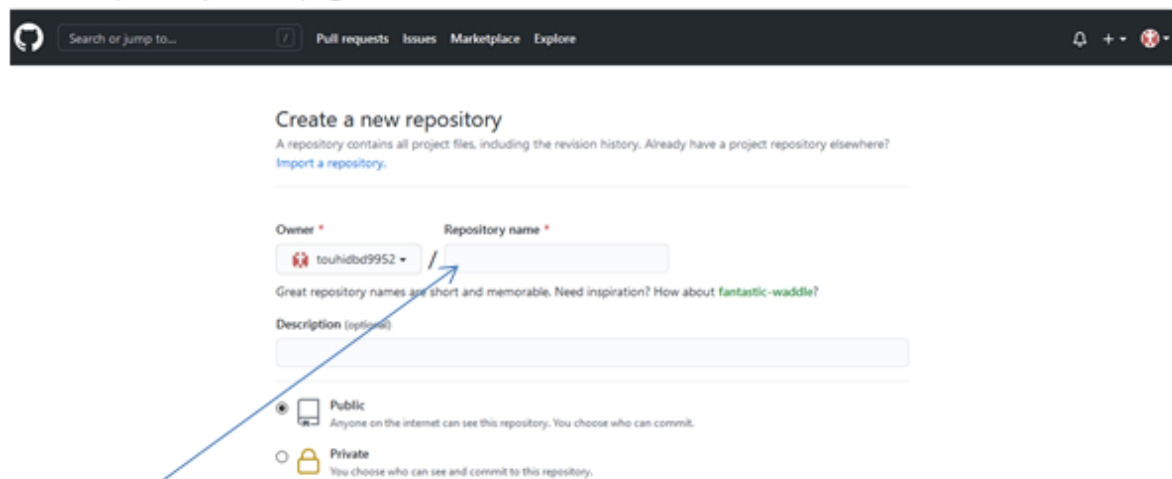 Search or jump to... /
Pull requests Issues Marketplace Explore
Create a new repository
A repository contains all project files, including the revision history. Already have a project repository elsewhere?
Import a repository.
Owner * Repository name *
touhidbd9952 /
Great repository names are short and memorable. Need inspiration? How about fantastic-waddle?
Description (optional)
Public
Anyone on the internet can see this repository. You choose who can commit.
Private
You choose who can see and commit to this repository.